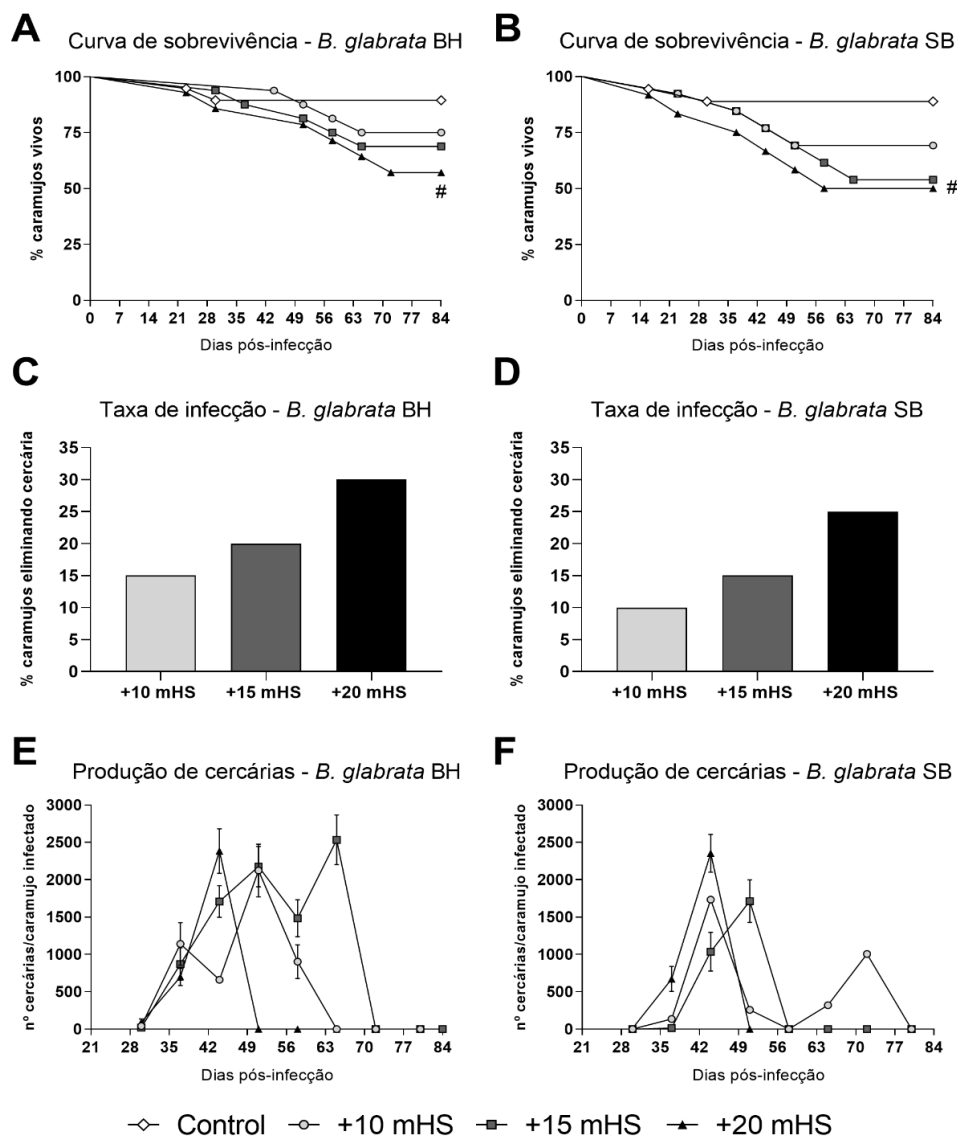 A
Curva de sobrevivência - B. glabrata BH
% caramujos vivos
100
75
50
25
0
#
0 7 14 21 28 35 42 49 56 63 70 77 84
Dias pós-infecção
B
Curva de sobrevivência - B. glabrata SB
% caramujos vivos
100
75
50
25
0
#
0 7 14 21 28 35 42 49 56 63 70 77 84
Dias pós-infecção
C
Taxa de infecção - B. glabrata BH
% caramujos eliminando cercária
35
30
25
20
15
10
5
0
+10 mHS +15 mHS +20 mHS
D
Taxa de infecção - B. glabrata SB
% caramujos eliminando cercária
35
30
25
20
15
10
5
0
+10 mHS +15 mHS +20 mHS
E
Produção de cercárias - B. glabrata BH
nº cercárias/caramujo infectado
3000
2500
2000
1500
1000
500
0
21 28 35 42 49 56 63 70 77 84
Dias pós-infecção
F
Produção de cercárias - B. glabrata SB
nº cercárias/caramujo infectado
3000
2500
2000
1500
1000
500
0
21 28 35 42 49 56 63 70 77 84
Dias pós-infecção
Control +10 mHS +15 mHS +20 mHS